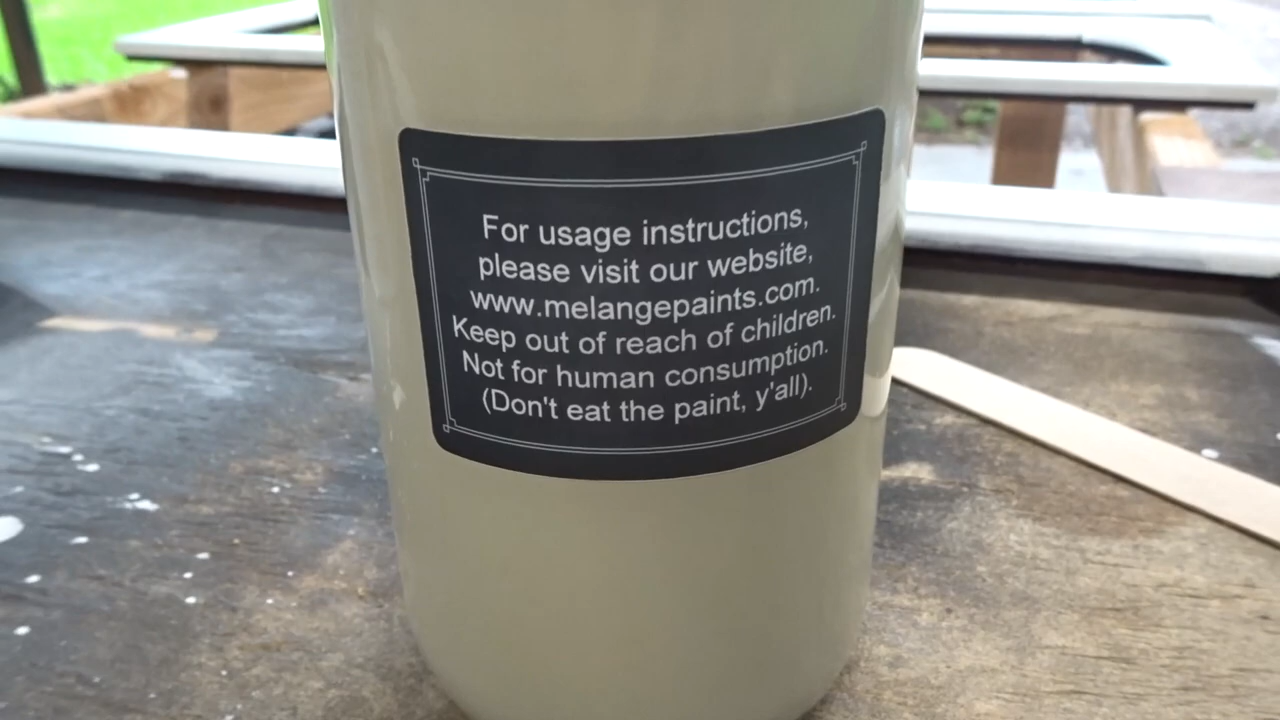 For usage instructions,
please visit our website,
www.melangepaints.com.
Keep out of reach of children.
Not for human consumption.
(Don't eat the paint, y'all).